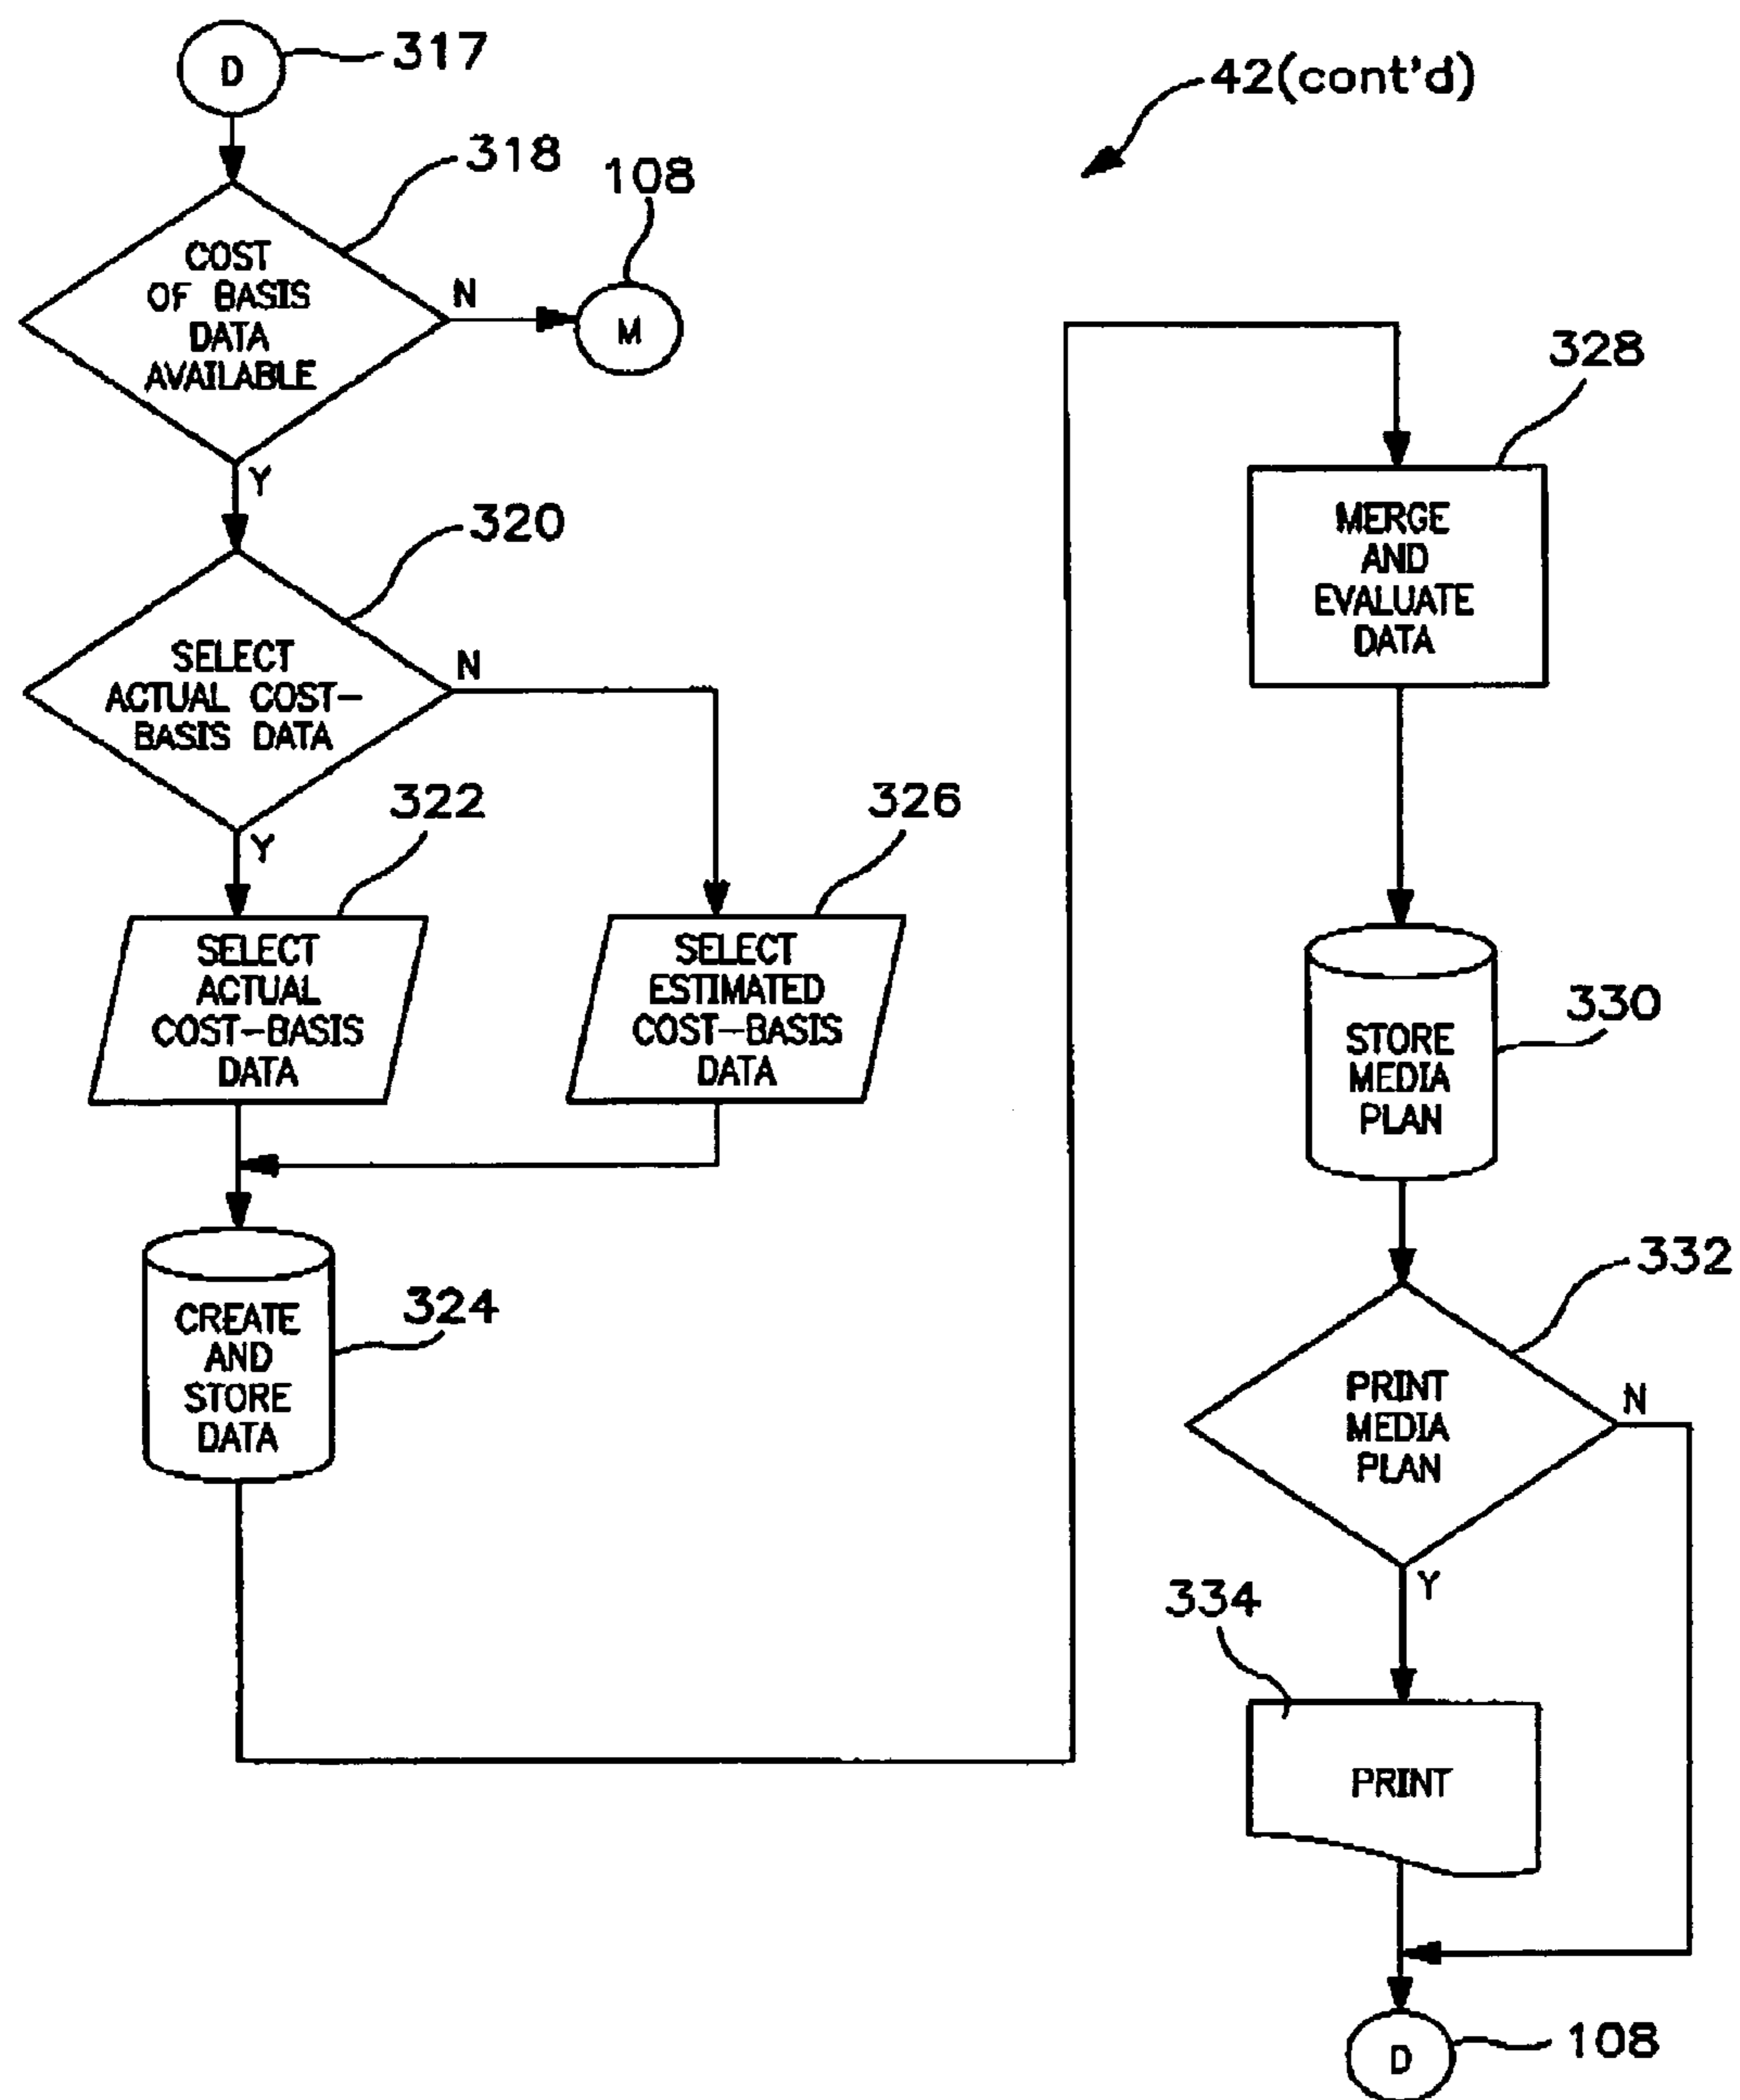 D
317
42(cont'd)
318
108
COST
OF BASIS
DATA
AVAILABLE
N
M
Y
320
SELECT
ACTUAL COST-
BASIS DATA
N
Y
322
326
SELECT
ACTUAL
COST-BASIS
DATA
SELECT
ESTIMATED
COST-BASIS
DATA
CREATE
AND
STORE
DATA
324
328
MERGE
AND
EVALUATE
DATA
STORE
MEDIA
PLAN
330
332
PRINT
MEDIA
PLAN
N
Y
334
PRINT
D
108